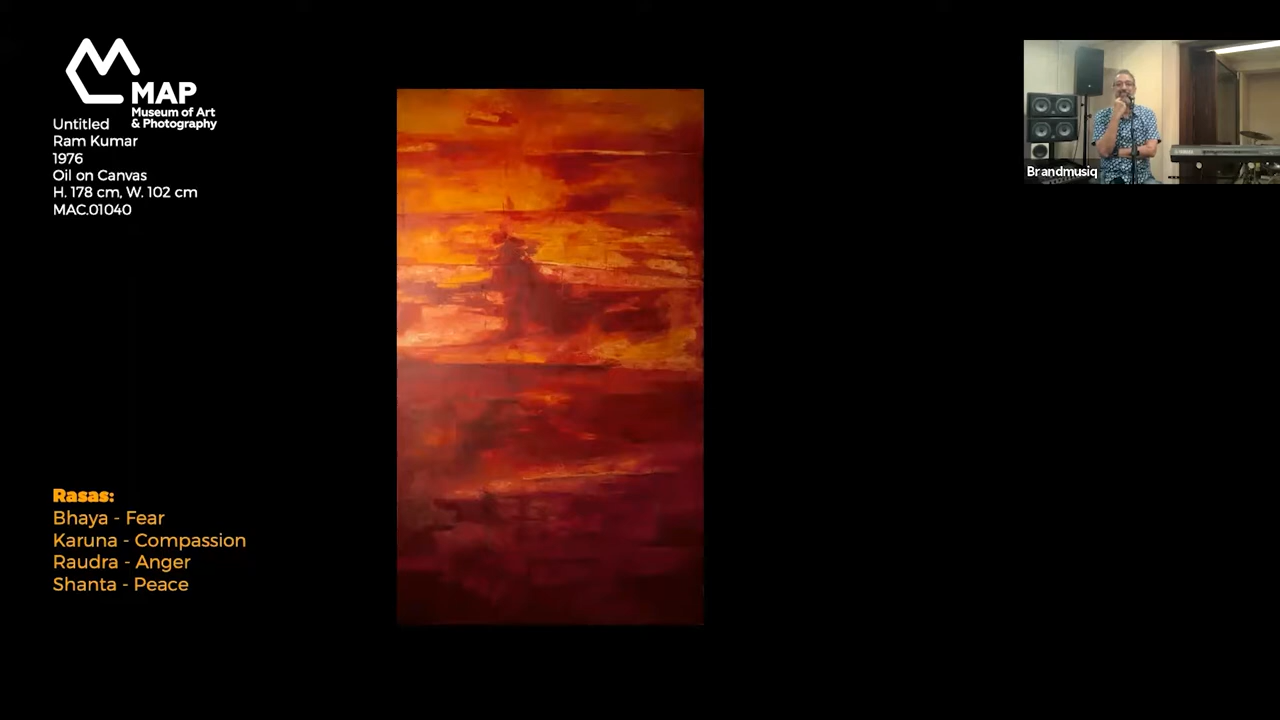 MAP
Museum of Art
& Photography
Untitled
Ram Kumar
1976
Oil on Canvas
H. 178 cm, W. 102 cm
MAC.01040
Rasas:
Bhaya - Fear
Karuna - Compassion
Raudra - Anger
Shanta - Peace
Brandmusiq